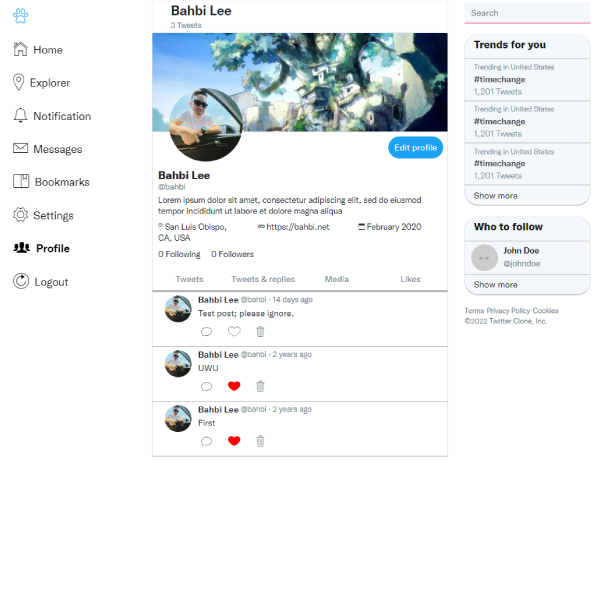 Home
Explorer
Notification
Messages
Bookmarks
Settings
Profile
Logout
Bahbi Lee
3 Tweets
Edit profile
Bahbi Lee
@bahbi
Lorem ipsum dolor sit amet, consectetur adipiscing elit, sed do eiusmod
tempor incididunt ut labore et dolore magna aliqua
San Luis Obispo,
CA, USA
https://bahbi.net
February 2020
0 Following 0 Followers
Tweets Tweets & replies Media Likes
Bahbi Lee @bahbi · 14 days ago
Test post; please ignore.
Bahbi Lee @bahbi · 2 years ago
UWU
Bahbi Lee @bahbi · 2 years ago
First
Search
Trends for you
Trending in United States
#timechange
1,201 Tweets
Trending in United States
#timechange
1,201 Tweets
Trending in United States
#timechange
1,201 Tweets
Show more
Who to follow
John Doe
@johndoe
Show more
Terms Privacy Policy Cookies
©2022 Twitter Clone, Inc.